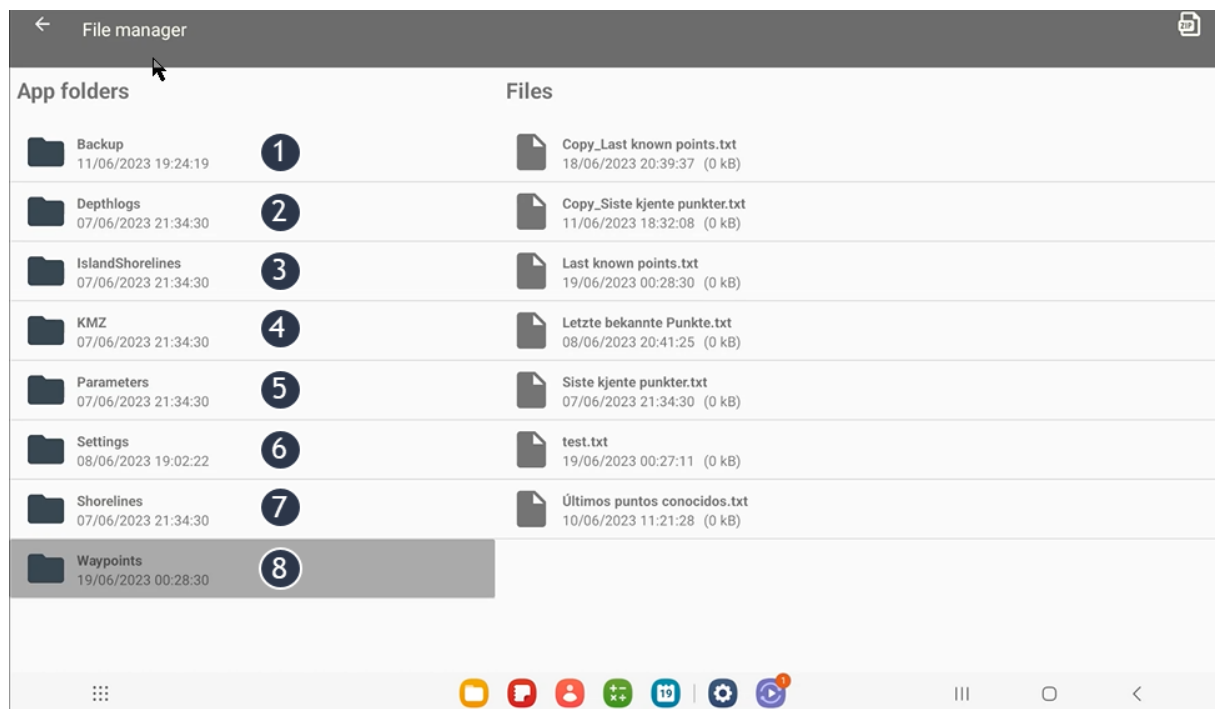 File manager
ZIP
App folders
Backup
11/06/2023 19:24:19
1
Depthlogs
07/06/2023 21:34:30
2
IslandShorelines
07/06/2023 21:34:30
3
KMZ
07/06/2023 21:34:30
4
Parameters
07/06/2023 21:34:30
5
Settings
08/06/2023 19:02:22
6
Shorelines
07/06/2023 21:34:30
7
Waypoints
19/06/2023 00:28:30
8
Files
Copy_Last known points.txt
18/06/2023 20:39:37 (0 kB)
Copy_Siste kjente punkter.txt
11/06/2023 18:32:08 (0 kB)
Last known points.txt
19/06/2023 00:28:30 (0 kB)
Letzte bekannte Punkte.txt
08/06/2023 20:41:25 (0 kB)
Siste kjente punkter.txt
07/06/2023 21:34:30 (0 kB)
test.txt
19/06/2023 00:27:11 (0 kB)
Últimos puntos conocidos.txt
10/06/2023 11:21:28 (0 kB)
19
1